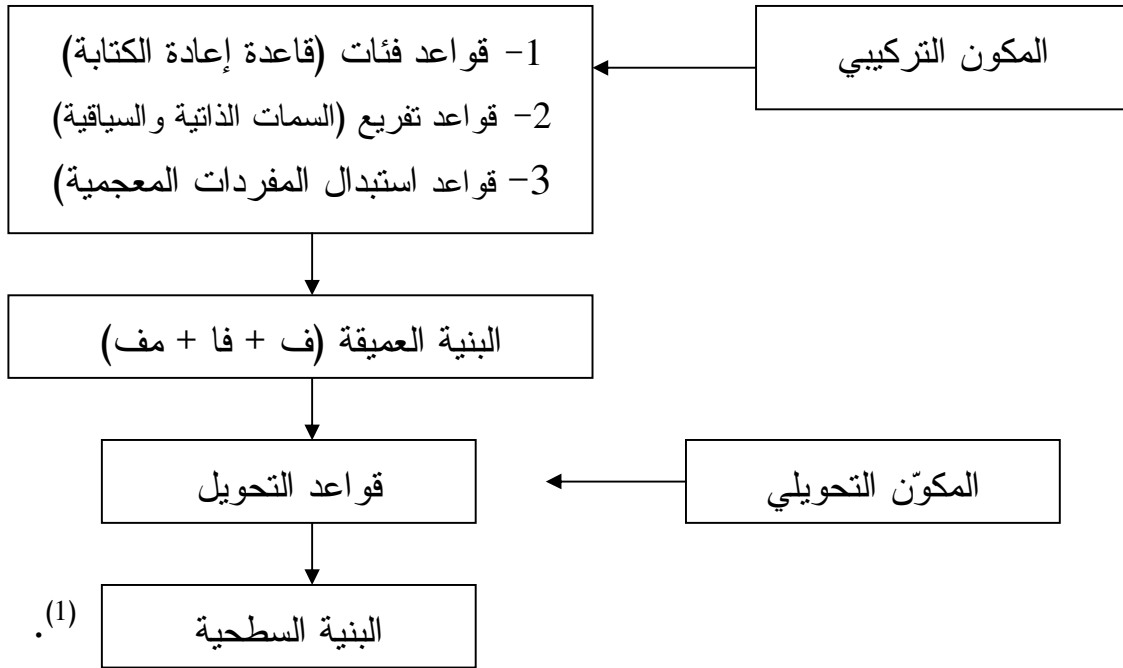 المكون التركيبي
1- قواعد فئات (قاعدة إعادة الكتابة)
2- قواعد تفريع (السمات الذاتية والسياقية)
3- قواعد استبدال المفردات المعجمية)
البنية العميقة (ف + فا + مف)
المكوّن التحويلي
قواعد التحويل
البنية السطحية
(1).